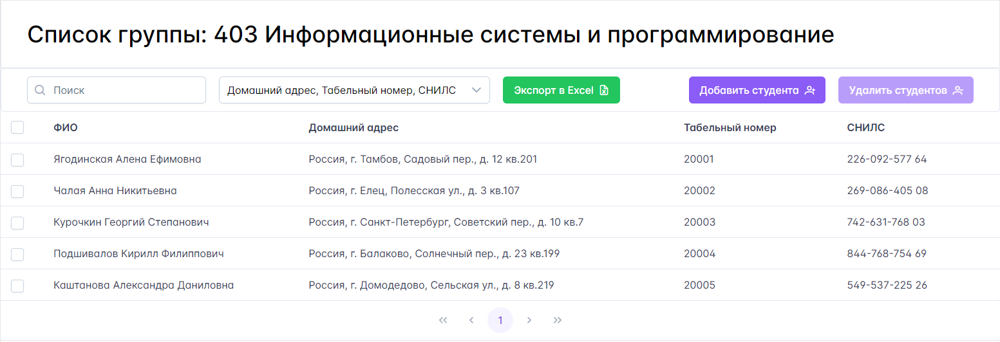 Список группы: 403 Информационные системы и программирование
Поиск Домашний адрес, Табельный номер, СНИЛС Экспорт в Excel Добавить студента Удалить студентов
ФИО Домашний адрес Табельный номер СНИЛС
Ягодинская Алена Ефимовна Россия, г. Тамбов, Садовый пер., д. 12 кв.201 20001 226-092-577 64
Чалая Анна Никитьевна Россия, г. Елец, Полесская ул., д. 3 кв.107 20002 269-086-405 08
Курочкин Георгий Степанович Россия, г. Санкт-Петербург, Советский пер., д. 10 кв.7 20003 742-631-768 03
Подшивалов Кирилл Филиппович Россия, г. Балаково, Солнечный пер., д. 23 кв.199 20004 844-768-754 69
Каштанова Александра Даниловна Россия, г. Домодедово, Сельская ул., д. 8 кв.219 20005 549-537-225 26
1